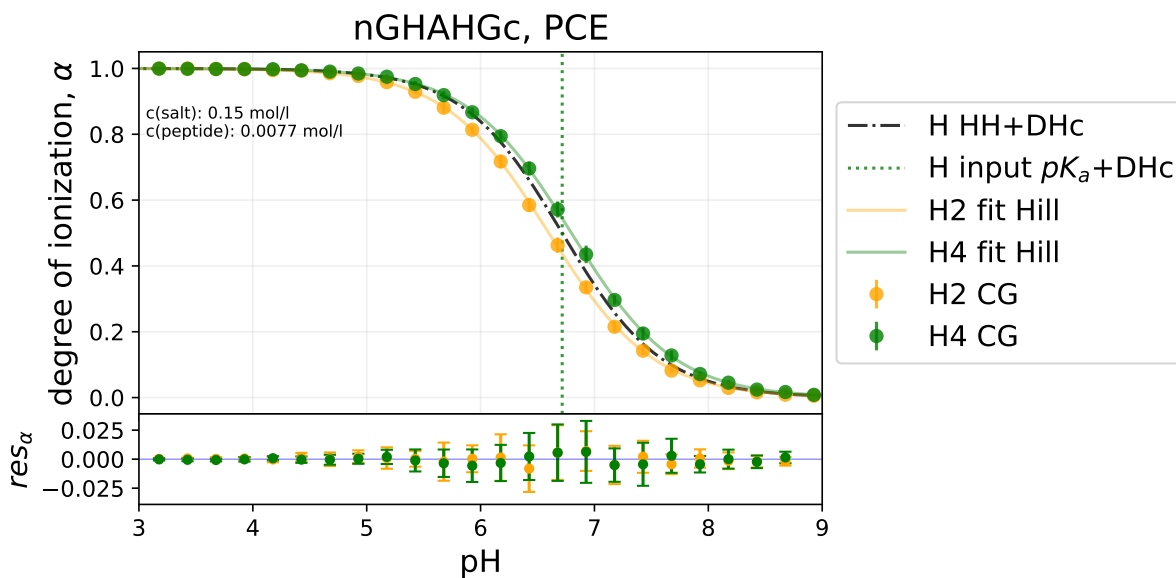 nGHAHGc, PCE
degree of ionization, α
1.0
0.8
0.6
0.4
0.2
0.0
c(salt): 0.15 mol/l
c(peptide): 0.0077 mol/l
H HH+DHc
H input pKₐ+DHc
H2 fit Hill
H4 fit Hill
H2 CG
H4 CG
res_α
0.025
0.000
−0.025
3 4 5 6 7 8 9
pH